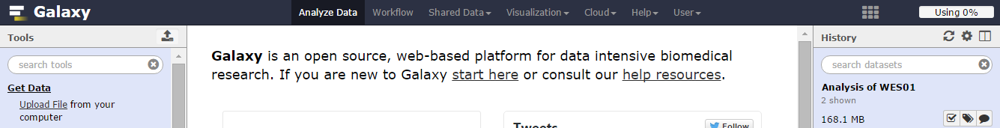 Galaxy
Analyze Data Workflow Shared Data Visualization Cloud Help User
Using 0%
Tools
search tools
Get Data
Upload File from your
computer
Galaxy is an open source, web-based platform for data intensive biomedical
research. If you are new to Galaxy start here or consult our help resources.
Tweets
Follow
History
search datasets
Analysis of WES01
2 shown
168.1 MB